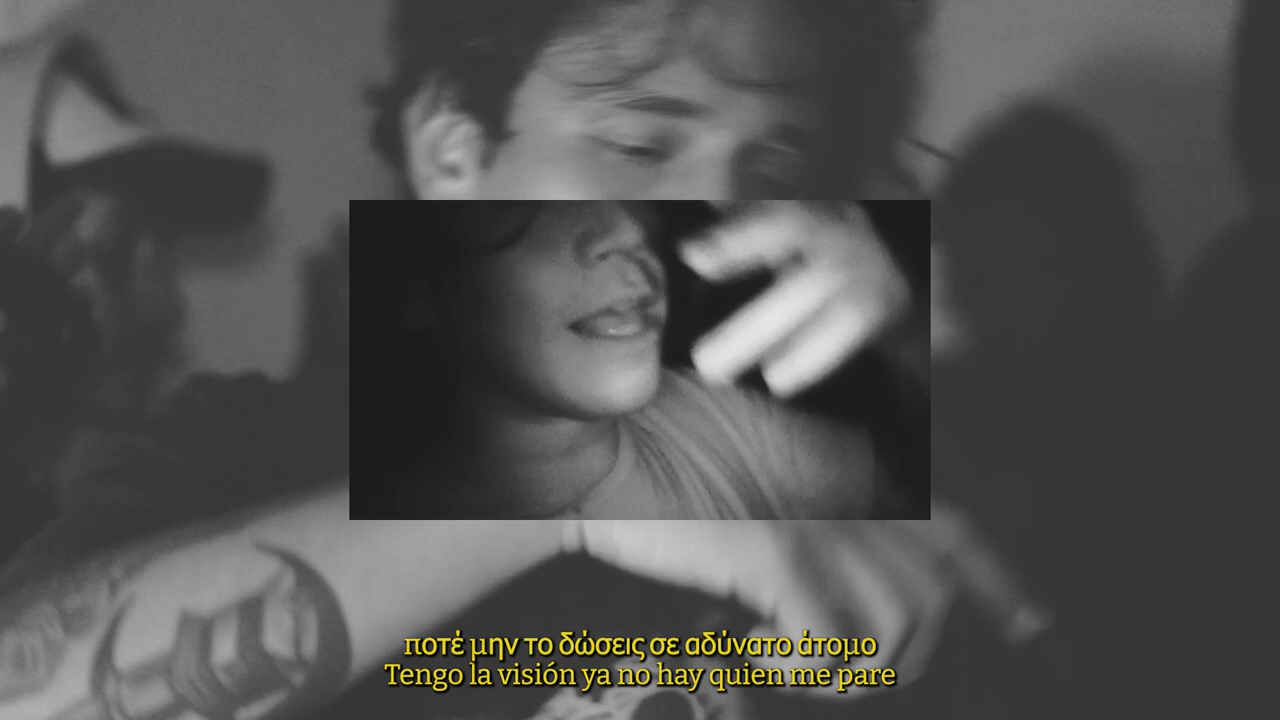 ποτέ μην το δώσεις σε αδύνατο άτομο
Tengo la visión ya no hay quien me pare